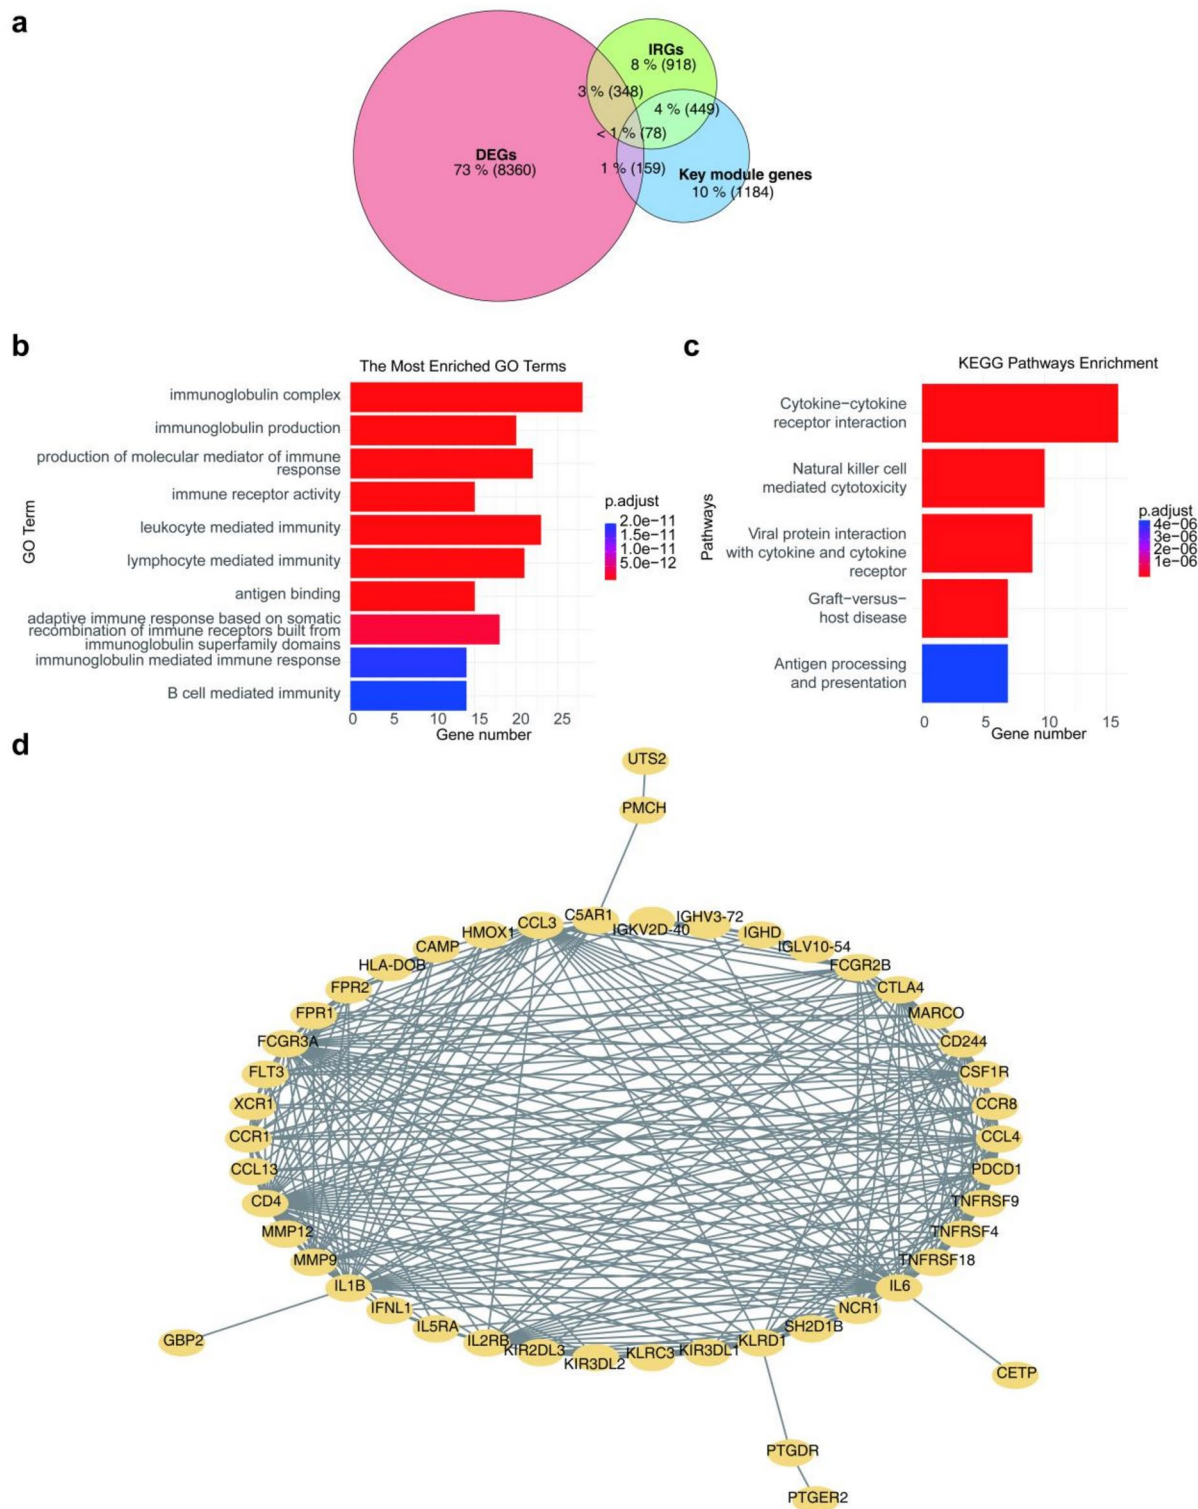 a
IRGs
8 % (918)
3 % (348)
4 % (449)
< 1 % (78)
DEGs
73 % (8360)
1 % (159)
Key module genes
10 % (1184)
b
The Most Enriched GO Terms
GO Term
immunoglobulin complex
immunoglobulin production
production of molecular mediator of immune
response
immune receptor activity
leukocyte mediated immunity
lymphocyte mediated immunity
antigen binding
adaptive immune response based on somatic
recombination of immune receptors built from
immunoglobulin superfamily domains
immunoglobulin mediated immune response
B cell mediated immunity
0 5 10 15 20 25
Gene number
p.adjust
2.0e−11
1.5e−11
1.0e−11
5.0e−12
c
KEGG Pathways Enrichment
Pathways
Cytokine−cytokine
receptor interaction
Natural killer cell
mediated cytotoxicity
Viral protein interaction
with cytokine and cytokine
receptor
Graft−versus−
host disease
Antigen processing
and presentation
0 5 10 15
Gene number
p.adjust
4e−06
3e−06
2e−06
1e−06
d
UTS2
PMCH
C5AR1
CCL3
IGKV2D-40
IGHV3-72
HMOX1
IGHD
CAMP
IGLV10-54
HLA-DOB
FCGR2B
FPR2
CTLA4
FPR1
MARCO
FCGR3A
CD244
FLT3
CSF1R
XCR1
CCR8
CCR1
CCL4
CCL13
PDCD1
CD4
TNFRSF9
MMP12
TNFRSF4
MMP9
TNFRSF18
IL1B
IL6
IFNL1
NCR1
IL5RA
SH2D1B
IL2RB
KLRD1
KIR2DL3
KIR3DL1
KIR3DL2
KLRC3
GBP2
CETP
PTGDR
PTGER2